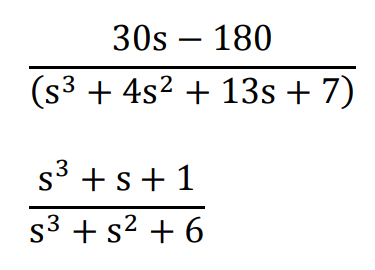 30s − 180
(s³ + 4s² + 13s + 7)
s³ + s + 1
s³ + s² + 6